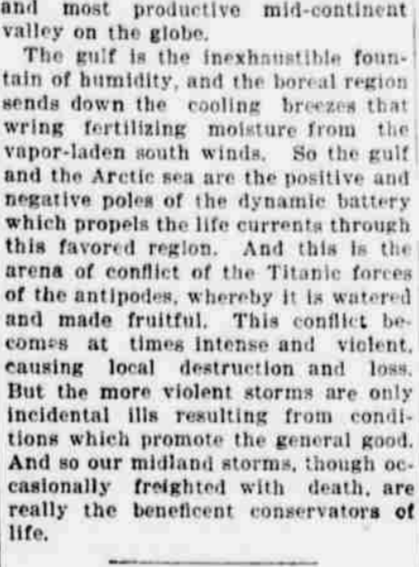 and most productive mid-continent
valley on the globe.
The gulf is the inexhaustible foun-
tain of humidity, and the boreal region
sends down the cooling breezes that
wring fertilizing moisture from the
vapor-laden south winds. So the gulf
and the Arctic sea are the positive and
negative poles of the dynamic battery
which propels the life currents through
this favored region. And this is the
arena of conflict of the Titanic forces
of the antipodes, whereby it is watered
and made fruitful. This conflict be-
comes at times intense and violent,
causing local destruction and loss.
But the more violent storms are only
incidental ills resulting from condi-
tions which promote the general good.
And so our midland storms, though oc-
casionally freighted with death, are
really the beneficent conservators of
life.